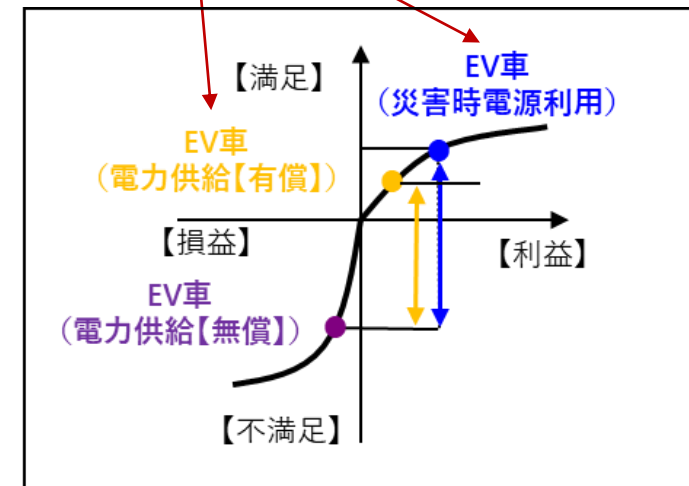 【満足】
EV車
（災害時電源利用）
EV車
（電力供給【有償】）
【損益】
【利益】
EV車
（電力供給【無償】）
【不満足】